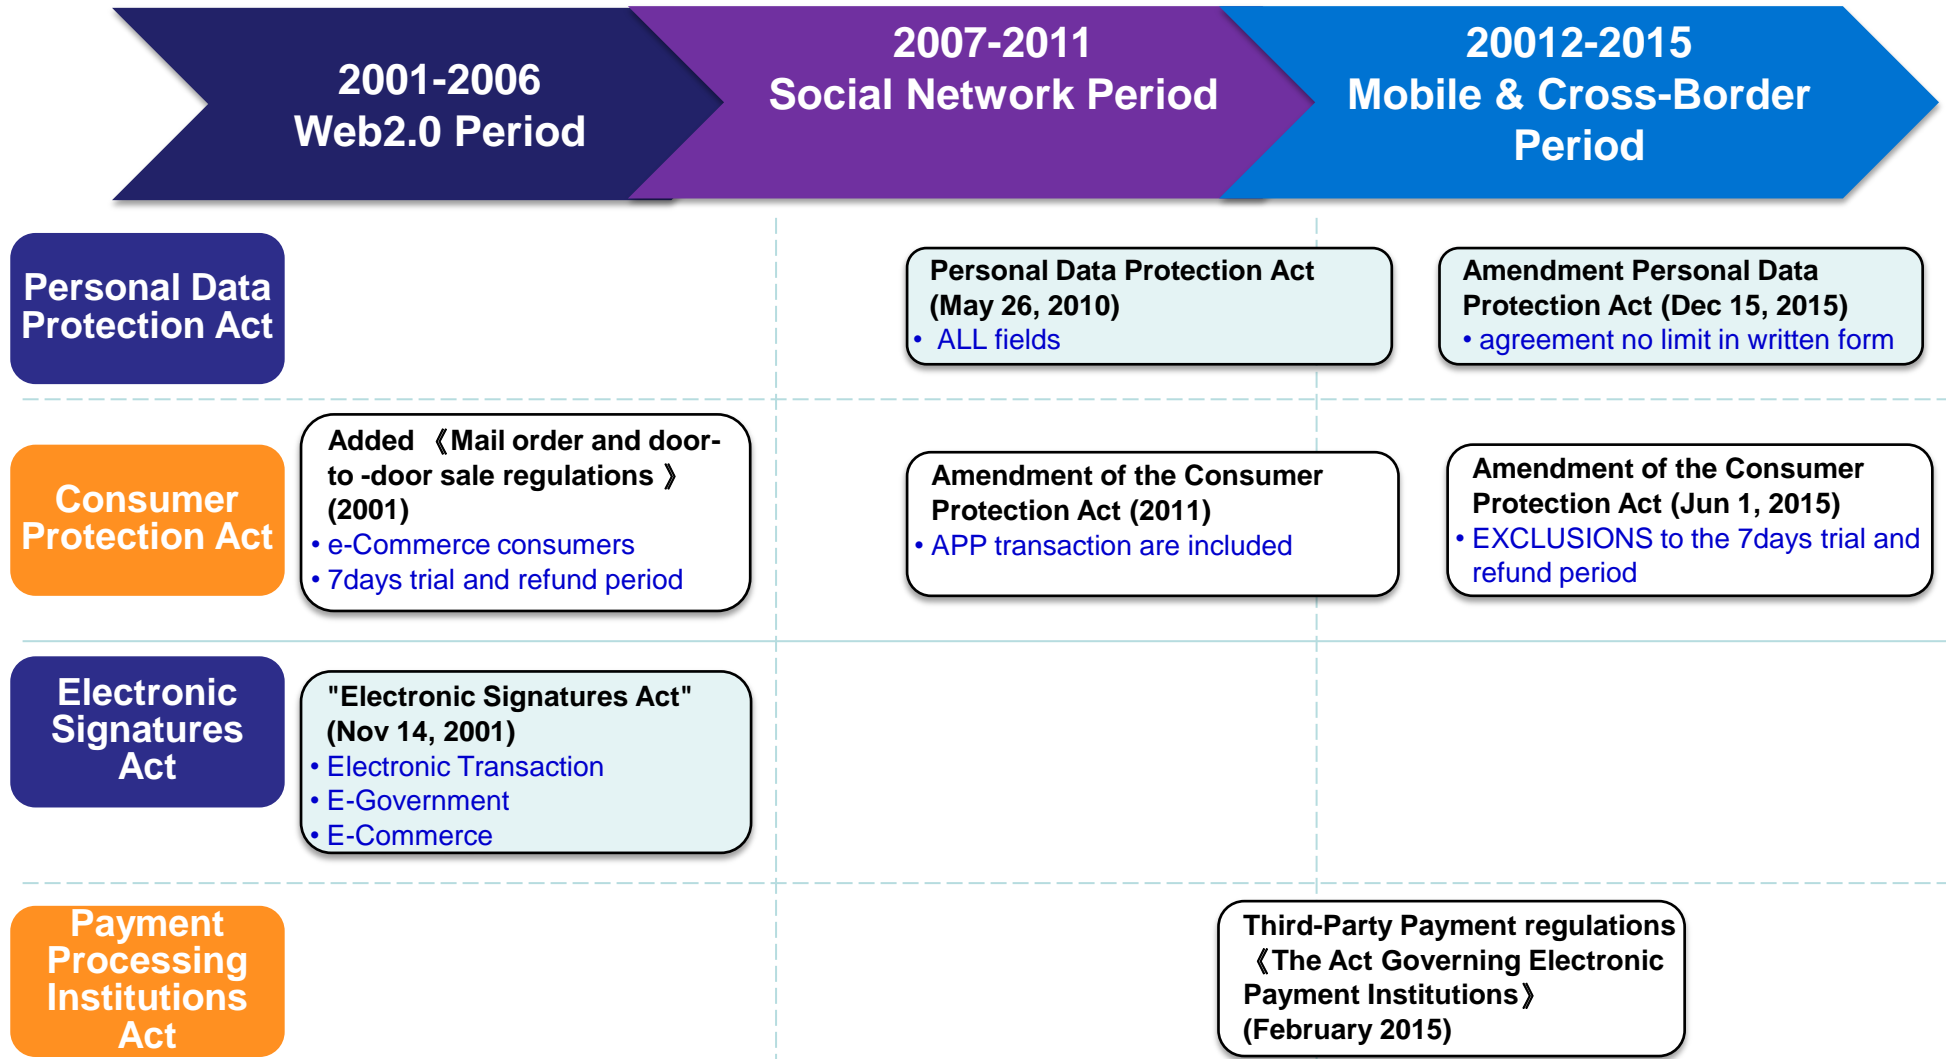 2001-2006
Web2.0 Period
2007-2011
Social Network Period
20012-2015
Mobile & Cross-Border
Period
Personal Data
Protection Act
Personal Data Protection Act
(May 26, 2010)
• ALL fields
Amendment Personal Data
Protection Act (Dec 15, 2015)
• agreement no limit in written form
Consumer
Protection Act
Added 《Mail order and door-
to -door sale regulations 》
(2001)
• e-Commerce consumers
• 7days trial and refund period
Amendment of the Consumer
Protection Act (2011)
• APP transaction are included
Amendment of the Consumer
Protection Act (Jun 1, 2015)
• EXCLUSIONS to the 7days trial and
refund period
Electronic
Signatures
Act
"Electronic Signatures Act"
(Nov 14, 2001)
• Electronic Transaction
• E-Government
• E-Commerce
Payment
Processing
Institutions
Act
Third-Party Payment regulations
《The Act Governing Electronic
Payment Institutions》
(February 2015)